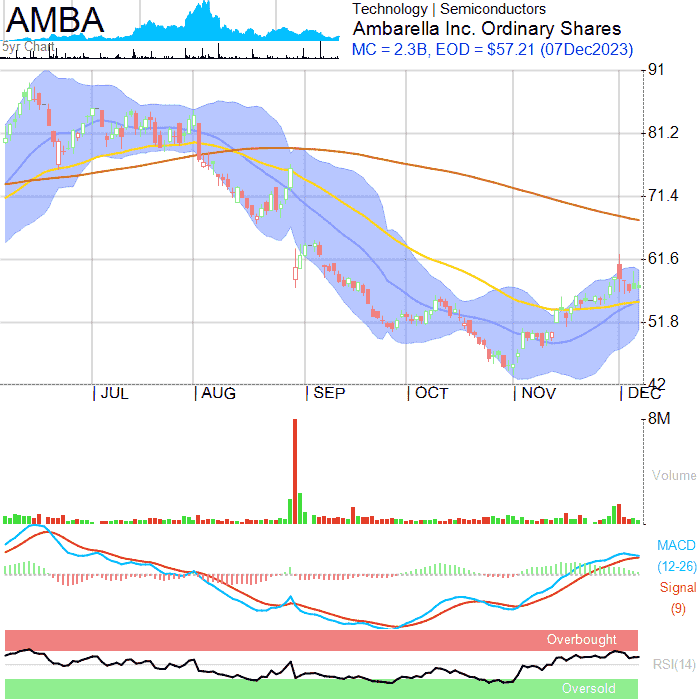 AMBA
5yr Chart
Technology | Semiconductors
Ambarella Inc. Ordinary Shares
MC = 2.3B, EOD = $57.21 (07Dec2023)
91
81.2
71.4
61.6
51.8
42
JUL AUG SEP OCT NOV DEC
8M
Volume
MACD
(12-26)
Signal
(9)
Overbought
RSI(14)
Oversold